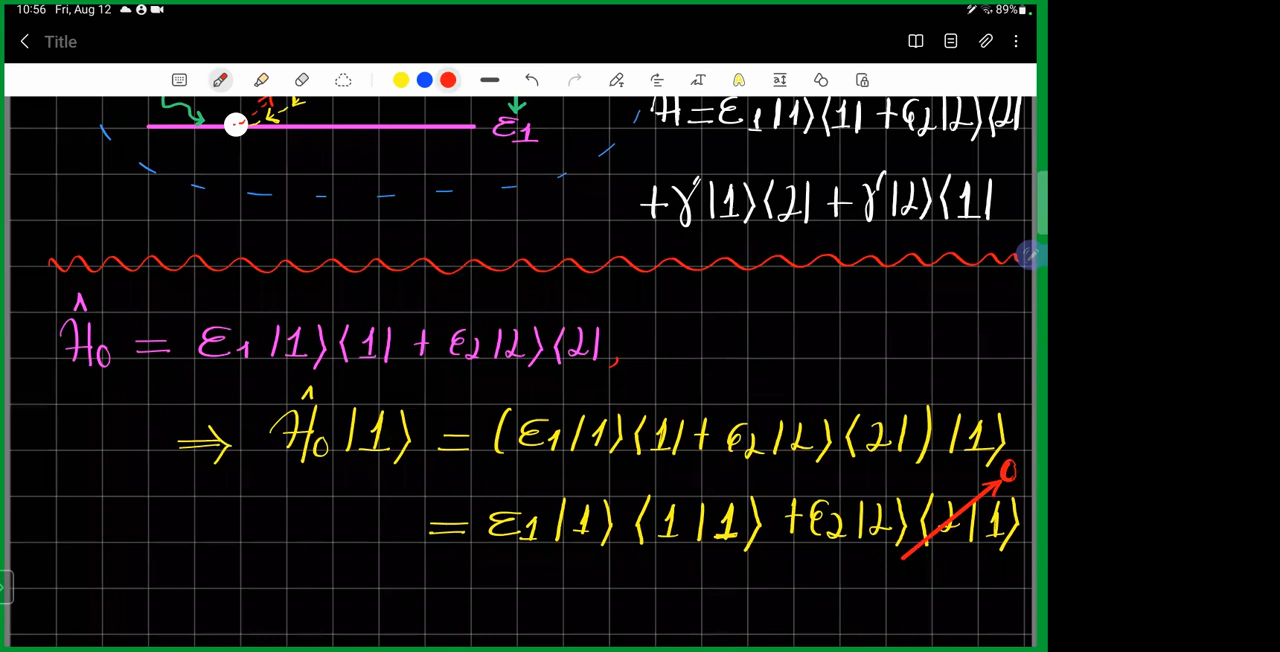 10:56 Fri, Aug 12 89%
Title
ε1
H = ε1|1⟩⟨1| + ε2|2⟩⟨2|
+ γ|1⟩⟨2| + γ|2⟩⟨1|
Ĥ0 = ε1|1⟩⟨1| + ε2|2⟩⟨2|,
⇒ Ĥ0|1⟩ = (ε1|1⟩⟨1| + ε2|2⟩⟨2|)|1⟩
0
= ε1|1⟩⟨1|1⟩ + ε2|2⟩⟨2|1⟩